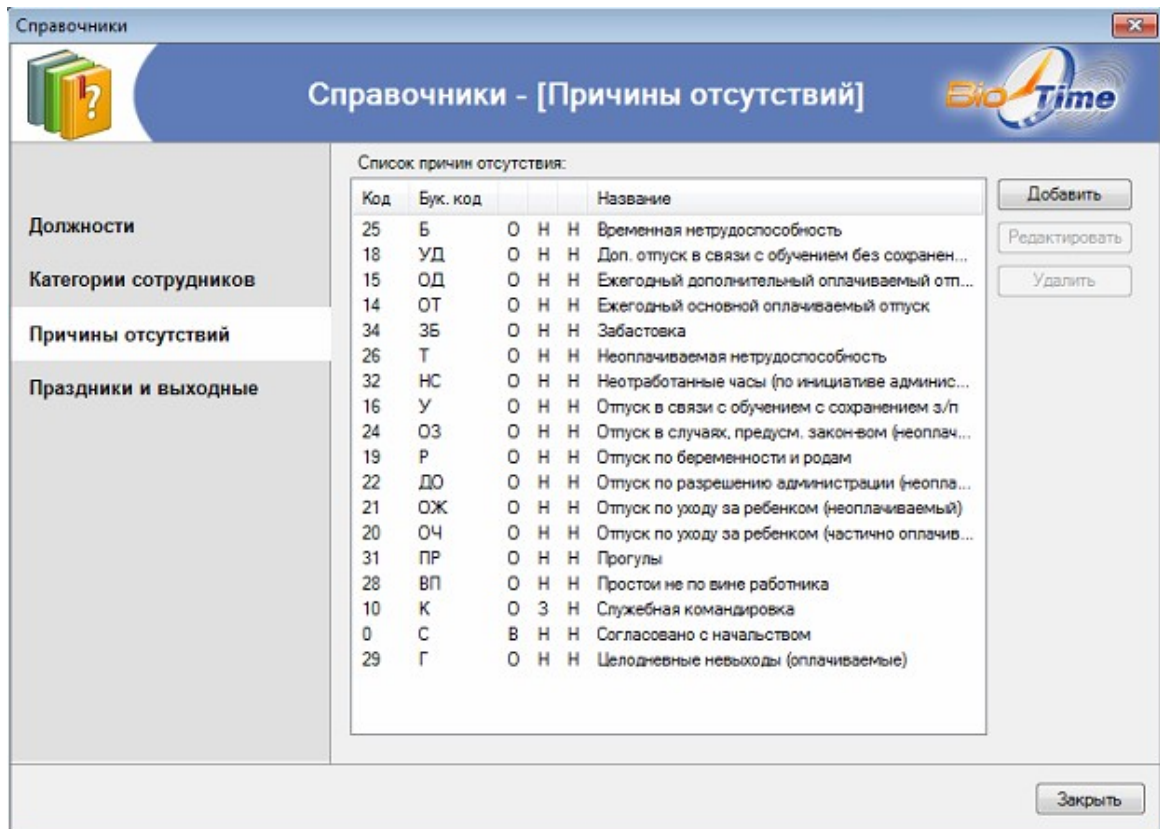 Справочники
Справочники - [Причины отсутствий]
BioTime
Должности
Категории сотрудников
Причины отсутствий
Праздники и выходные
Список причин отсутствия:
Код Бук. код Название
25 Б О Н Н Временная нетрудоспособность
18 УД О Н Н Доп. отпуск в связи с обучением без сохранен...
15 ОД О Н Н Ежегодный дополнительный оплачиваемый отп...
14 ОТ О Н Н Ежегодный основной оплачиваемый отпуск
34 ЗБ О Н Н Забастовка
26 Т О Н Н Неоплачиваемая нетрудоспособность
32 НС О Н Н Неотработанные часы (по инициативе админис...
16 У О Н Н Отпуск в связи с обучением с сохранением з/п
24 ОЗ О Н Н Отпуск в случаях, предусм. закон-вом (неоплач...
19 Р О Н Н Отпуск по беременности и родам
22 ДО О Н Н Отпуск по разрешению администрации (неопла...
21 ОЖ О Н Н Отпуск по уходу за ребенком (неоплачиваемый)
20 ОЧ О Н Н Отпуск по уходу за ребенком (частично оплачив...
31 ПР О Н Н Прогулы
28 ВП О Н Н Простои не по вине работника
10 К О З Н Служебная командировка
0 С В Н Н Согласовано с начальством
29 Г О Н Н Целодневные невыходы (оплачиваемые)
Добавить
Редактировать
Удалить
Закрыть